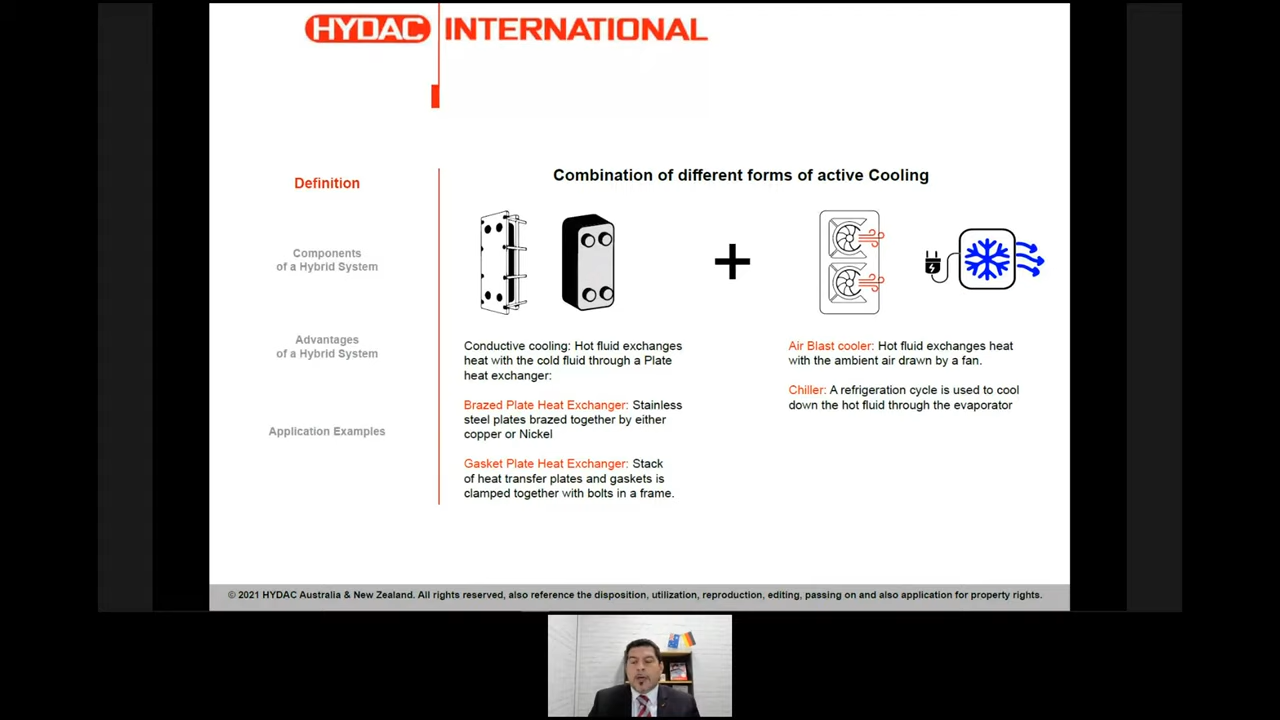 HYDAC INTERNATIONAL
Definition
Components
of a Hybrid System
Advantages
of a Hybrid System
Application Examples
Combination of different forms of active Cooling
Conductive cooling: Hot fluid exchanges
heat with the cold fluid through a Plate
heat exchanger:
Brazed Plate Heat Exchanger: Stainless
steel plates brazed together by either
copper or Nickel
Gasket Plate Heat Exchanger: Stack
of heat transfer plates and gaskets is
clamped together with bolts in a frame.
Air Blast cooler: Hot fluid exchanges heat
with the ambient air drawn by a fan.
Chiller: A refrigeration cycle is used to cool
down the hot fluid through the evaporator
© 2021 HYDAC Australia & New Zealand. All rights reserved, also reference the disposition, utilization, reproduction, editing, passing on and also application for property rights.